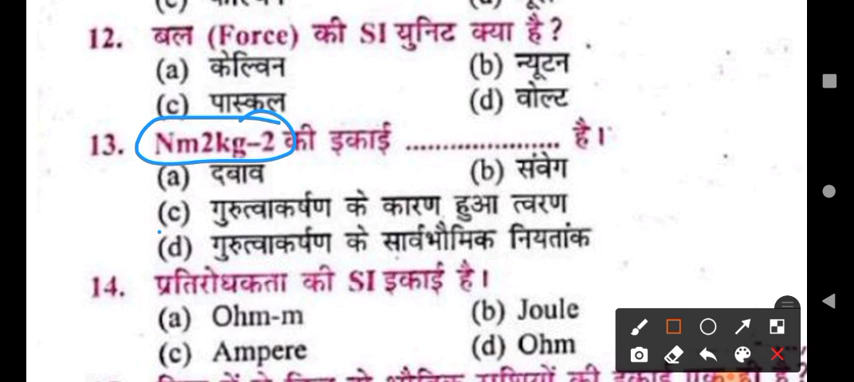 12. बल (Force) की SI युनिट क्या है ?
(a) केल्विन (b) न्यूटन
(c) पास्कल (d) वोल्ट
13. Nm2kg-2 की इकाई ..................... है।
(a) दबाव (b) संवेग
(c) गुरुत्वाकर्षण के कारण हुआ त्वरण
(d) गुरुत्वाकर्षण के सार्वभौमिक नियतांक
14. प्रतिरोधकता की SI इकाई है।
(a) Ohm-m (b) Joule
(c) Ampere (d) Ohm